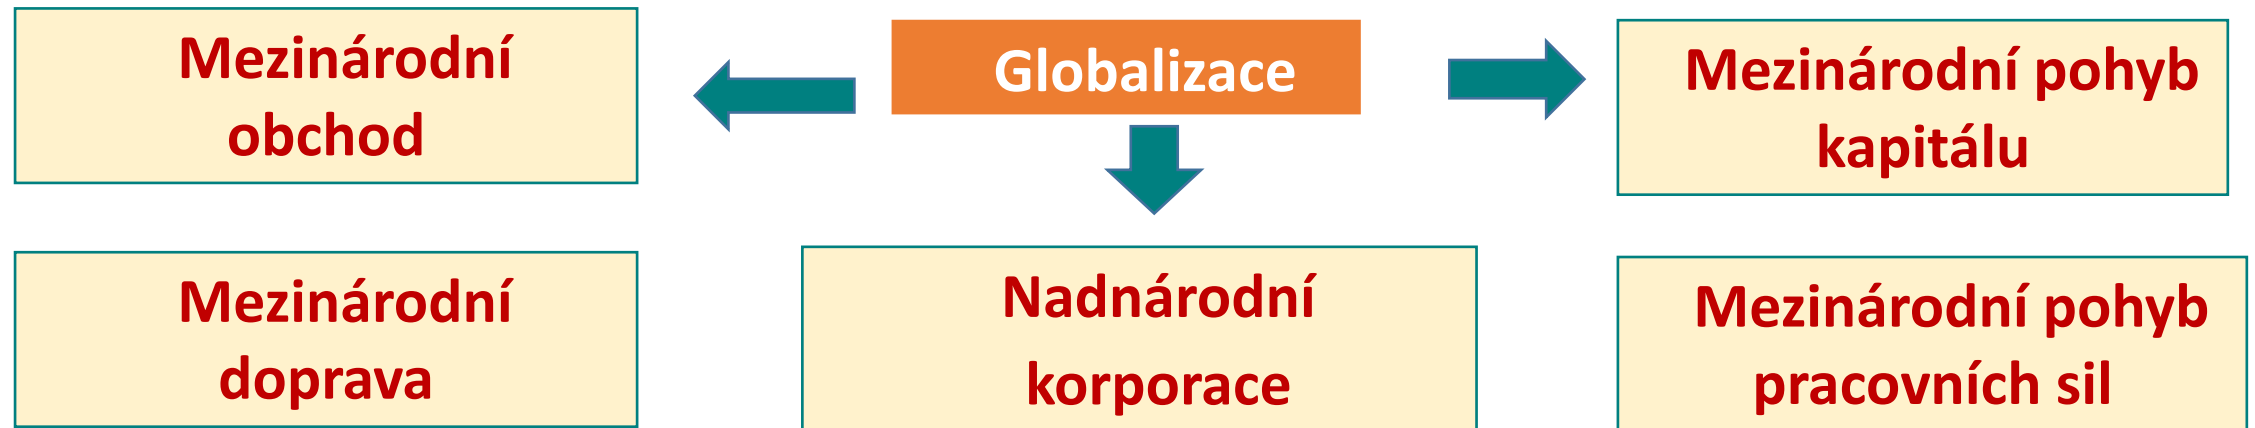 Mezinárodní
obchod
Globalizace
Mezinárodní pohyb
kapitálu
Mezinárodní
doprava
Nadnárodní
korporace
Mezinárodní pohyb
pracovních sil